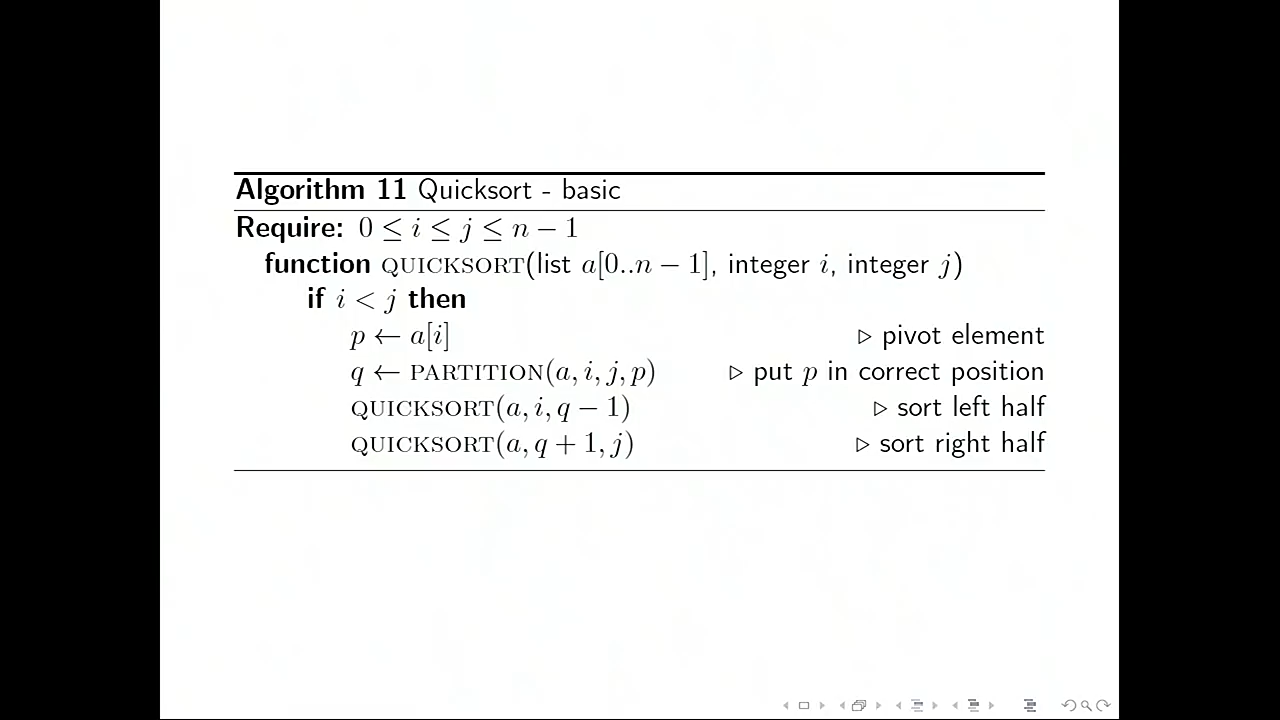 Algorithm 11 Quicksort - basic
Require: 0 ≤ i ≤ j ≤ n − 1
function QUICKSORT(list a[0..n − 1], integer i, integer j)
if i < j then
p ← a[i] ▷ pivot element
q ← PARTITION(a, i, j, p) ▷ put p in correct position
QUICKSORT(a, i, q − 1) ▷ sort left half
QUICKSORT(a, q + 1, j) ▷ sort right half